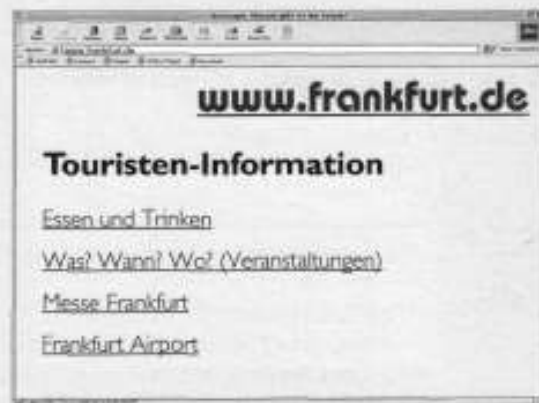 www.frankfurt.de
Touristen-Information
Essen und Trinken
Was? Wann? Wo? (Veranstaltungen)
Messe Frankfurt
Frankfurt Airport